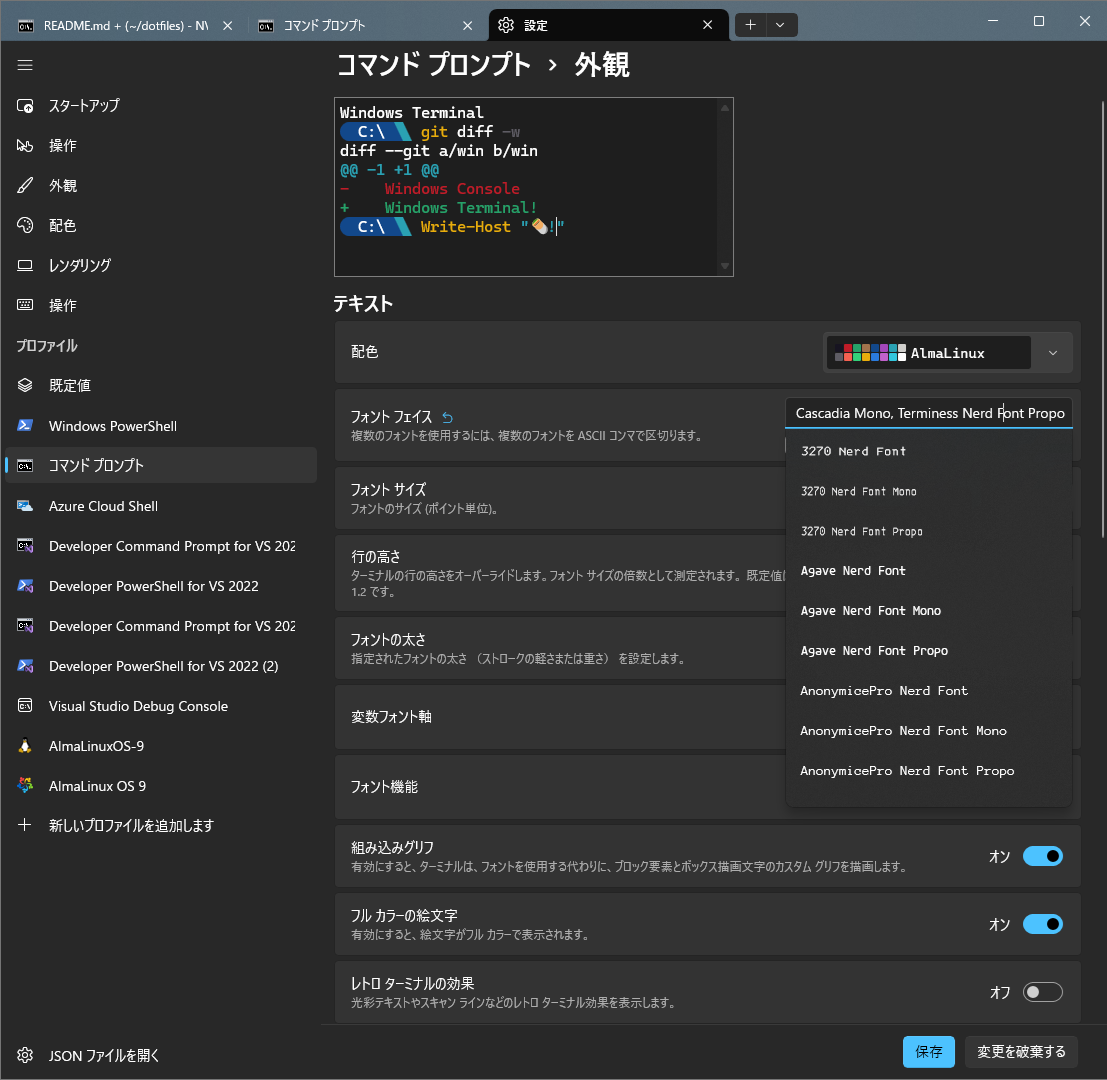 README.md + (~/dotfiles) - NV
コマンド プロンプト
設定
コマンド プロンプト › 外観
スタートアップ
操作
外観
配色
レンダリング
操作
プロファイル
既定値
Windows PowerShell
コマンド プロンプト
Azure Cloud Shell
Developer Command Prompt for VS 202
Developer PowerShell for VS 2022
Developer Command Prompt for VS 202
Developer PowerShell for VS 2022 (2)
Visual Studio Debug Console
AlmaLinuxOS-9
AlmaLinux OS 9
新しいプロファイルを追加します
JSON ファイルを開く
Windows Terminal
C:\ git diff -w
diff --git a/win b/win
@@ -1 +1 @@
-    Windows Console
+    Windows Terminal!
C:\ Write-Host "!"
テキスト
配色
AlmaLinux
フォント フェイス
複数のフォントを使用するには、複数のフォントを ASCII コンマで区切ります。
Cascadia Mono, Terminess Nerd Font Propo
3270 Nerd Font
3270 Nerd Font Mono
3270 Nerd Font Propo
Agave Nerd Font
Agave Nerd Font Mono
Agave Nerd Font Propo
AnonymicePro Nerd Font
AnonymicePro Nerd Font Mono
AnonymicePro Nerd Font Propo
フォント サイズ
フォントのサイズ (ポイント単位)。
行の高さ
ターミナルの行の高さをオーバーライドします。フォント サイズの倍数として測定されます。 既定値は
1.2 です。
フォントの太さ
指定されたフォントの太さ （ストロークの軽さまたは重さ） を設定します。
変数フォント軸
フォント機能
組み込みグリフ
有効にすると、ターミナルは、フォントを使用する代わりに、ブロック要素とボックス描画文字のカスタム グリフを描画します。
オン
フル カラーの絵文字
有効にすると、絵文字がフル カラーで表示されます。
オン
レトロ ターミナルの効果
光彩テキストやスキャン ラインなどのレトロ ターミナル効果を表示します。
オフ
保存
変更を破棄する